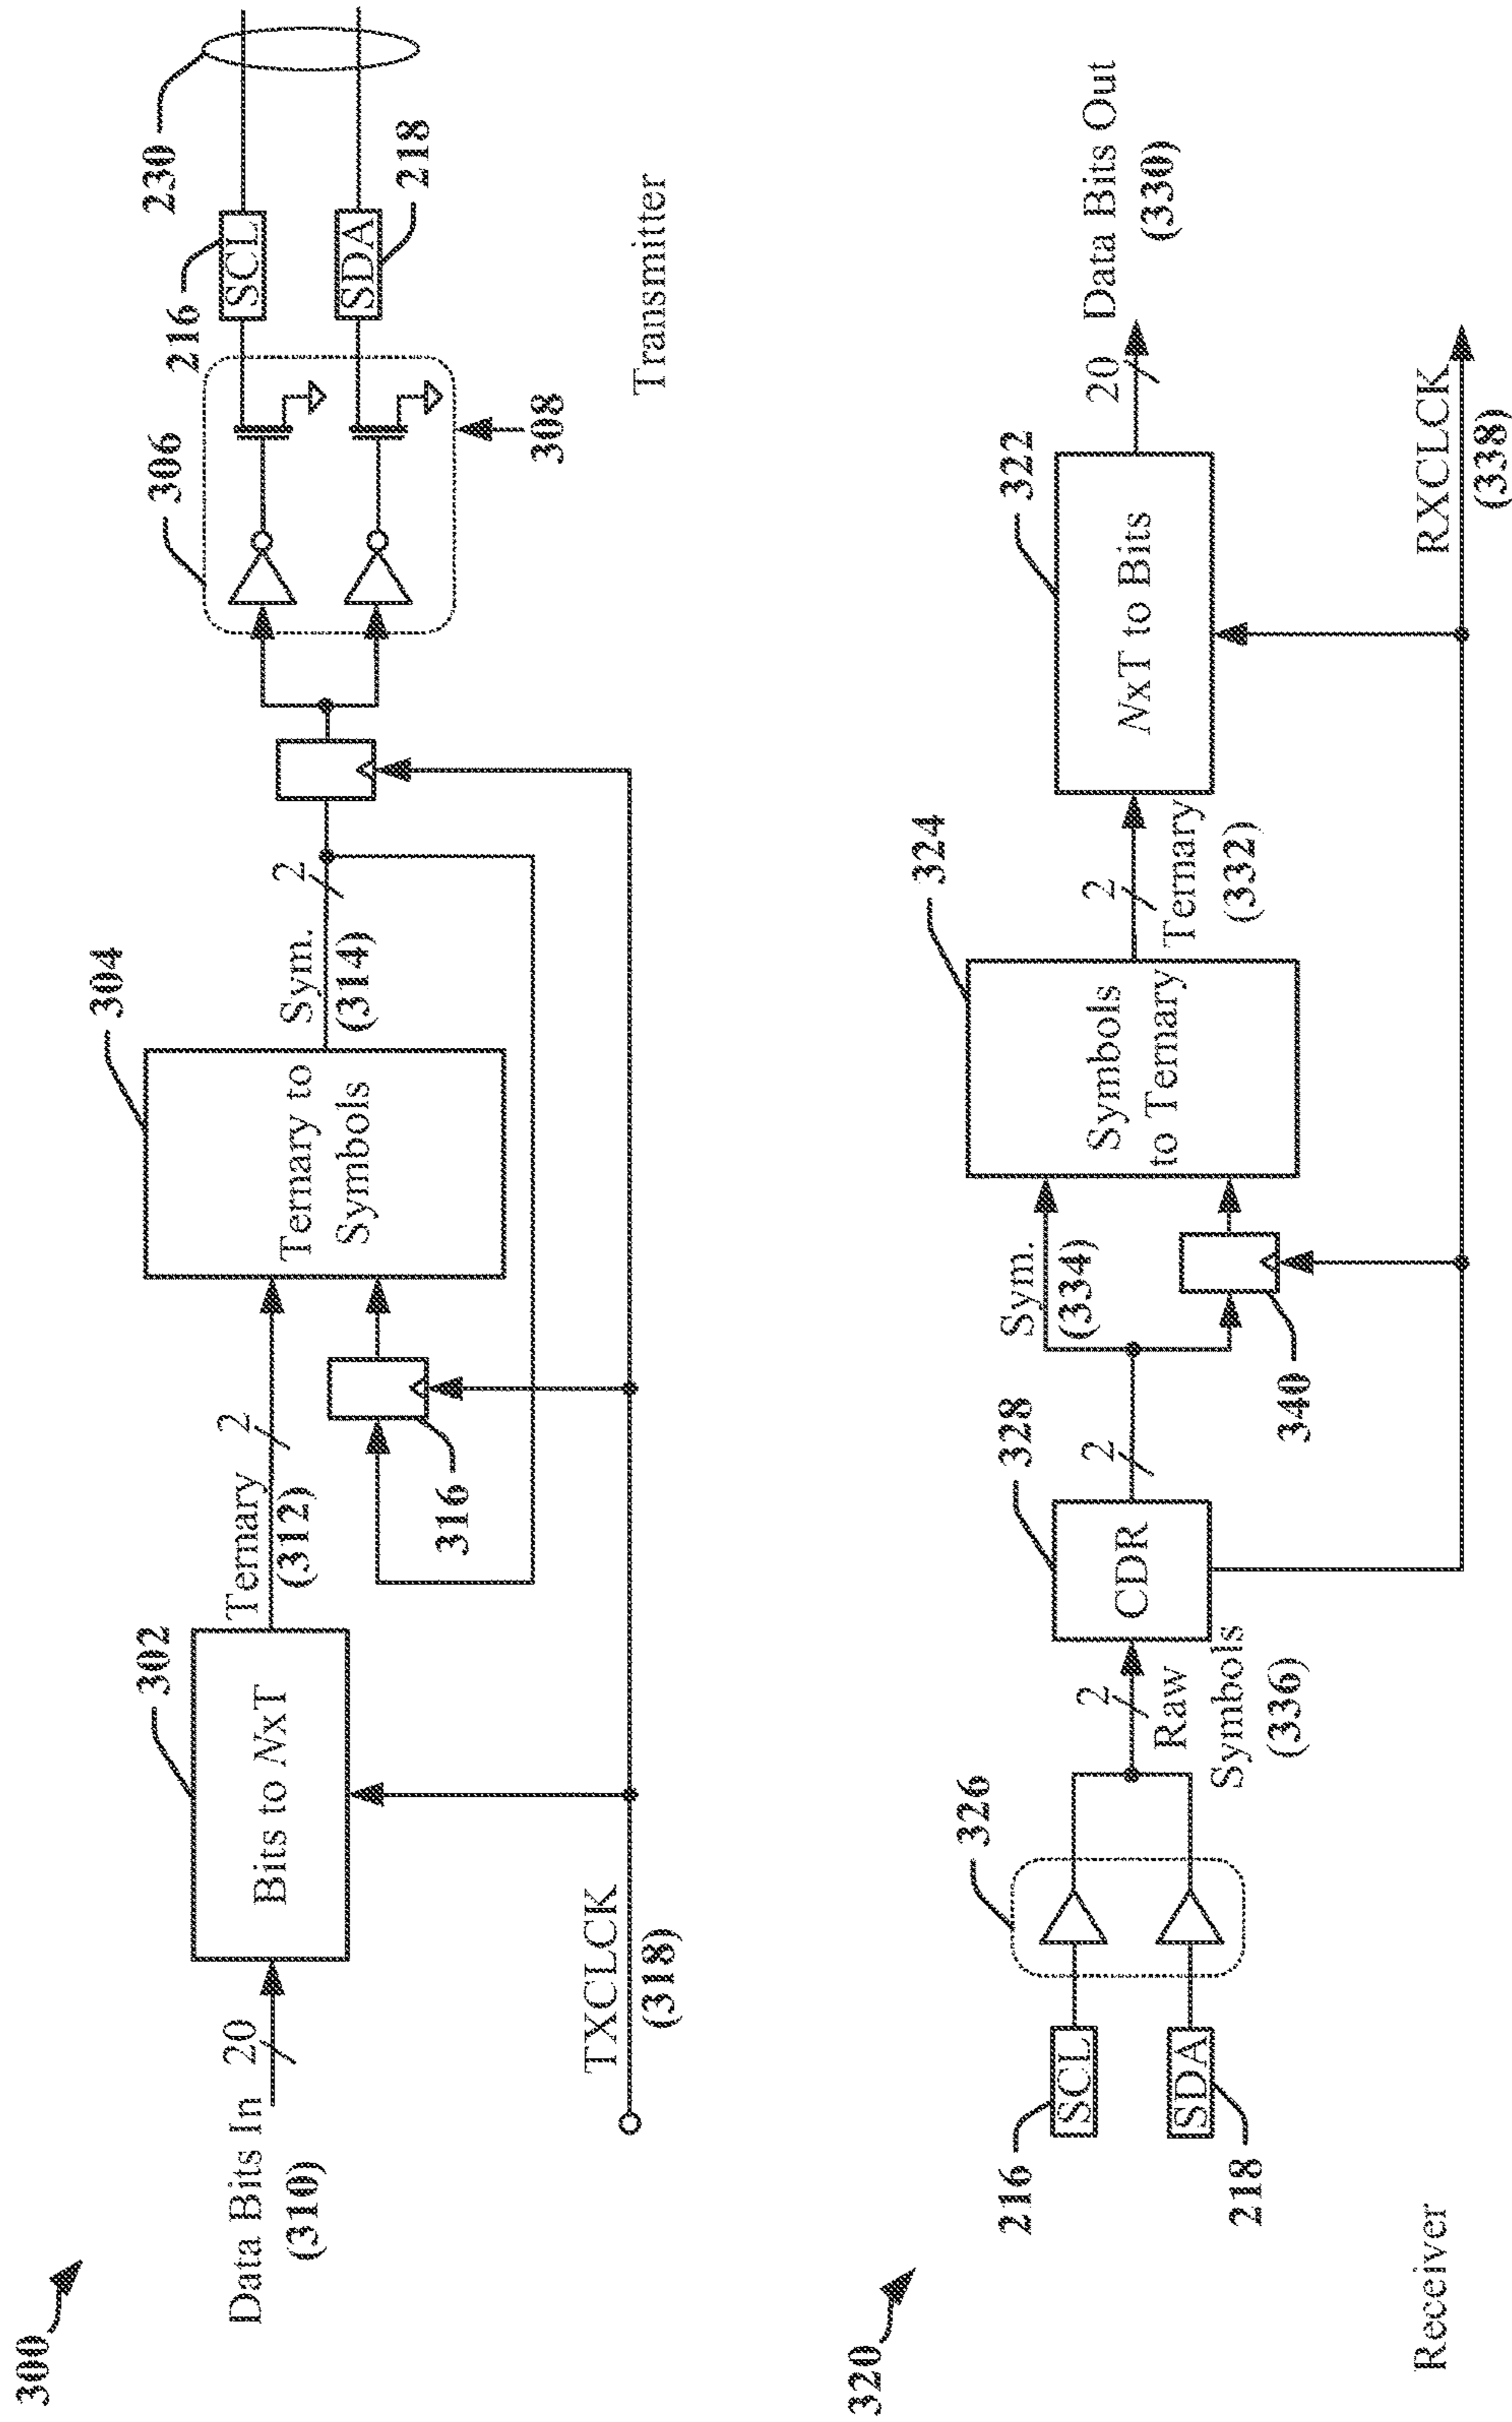 300
Data Bits In
(310)
20
302
Bits to NxT
Ternary
(312)
2
316
304
Ternary to
Symbols
Sym.
(314)
2
306
308
216
SCL
SDA
218
230
TXCLCK
(318)
Transmitter
320
216
SCL
SDA
218
326
2
Raw
Symbols
(336)
328
CDR
2
Sym.
(334)
340
324
Symbols
to Ternary
2
Ternary
(332)
322
NxT to Bits
20
Data Bits Out
(330)
RXCLCK
(338)
Receiver